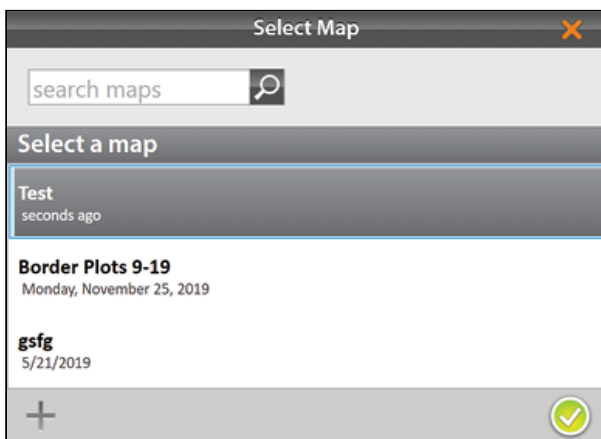 Select Map
search maps
Select a map
Test
seconds ago
Border Plots 9-19
Monday, November 25, 2019
gsfg
5/21/2019